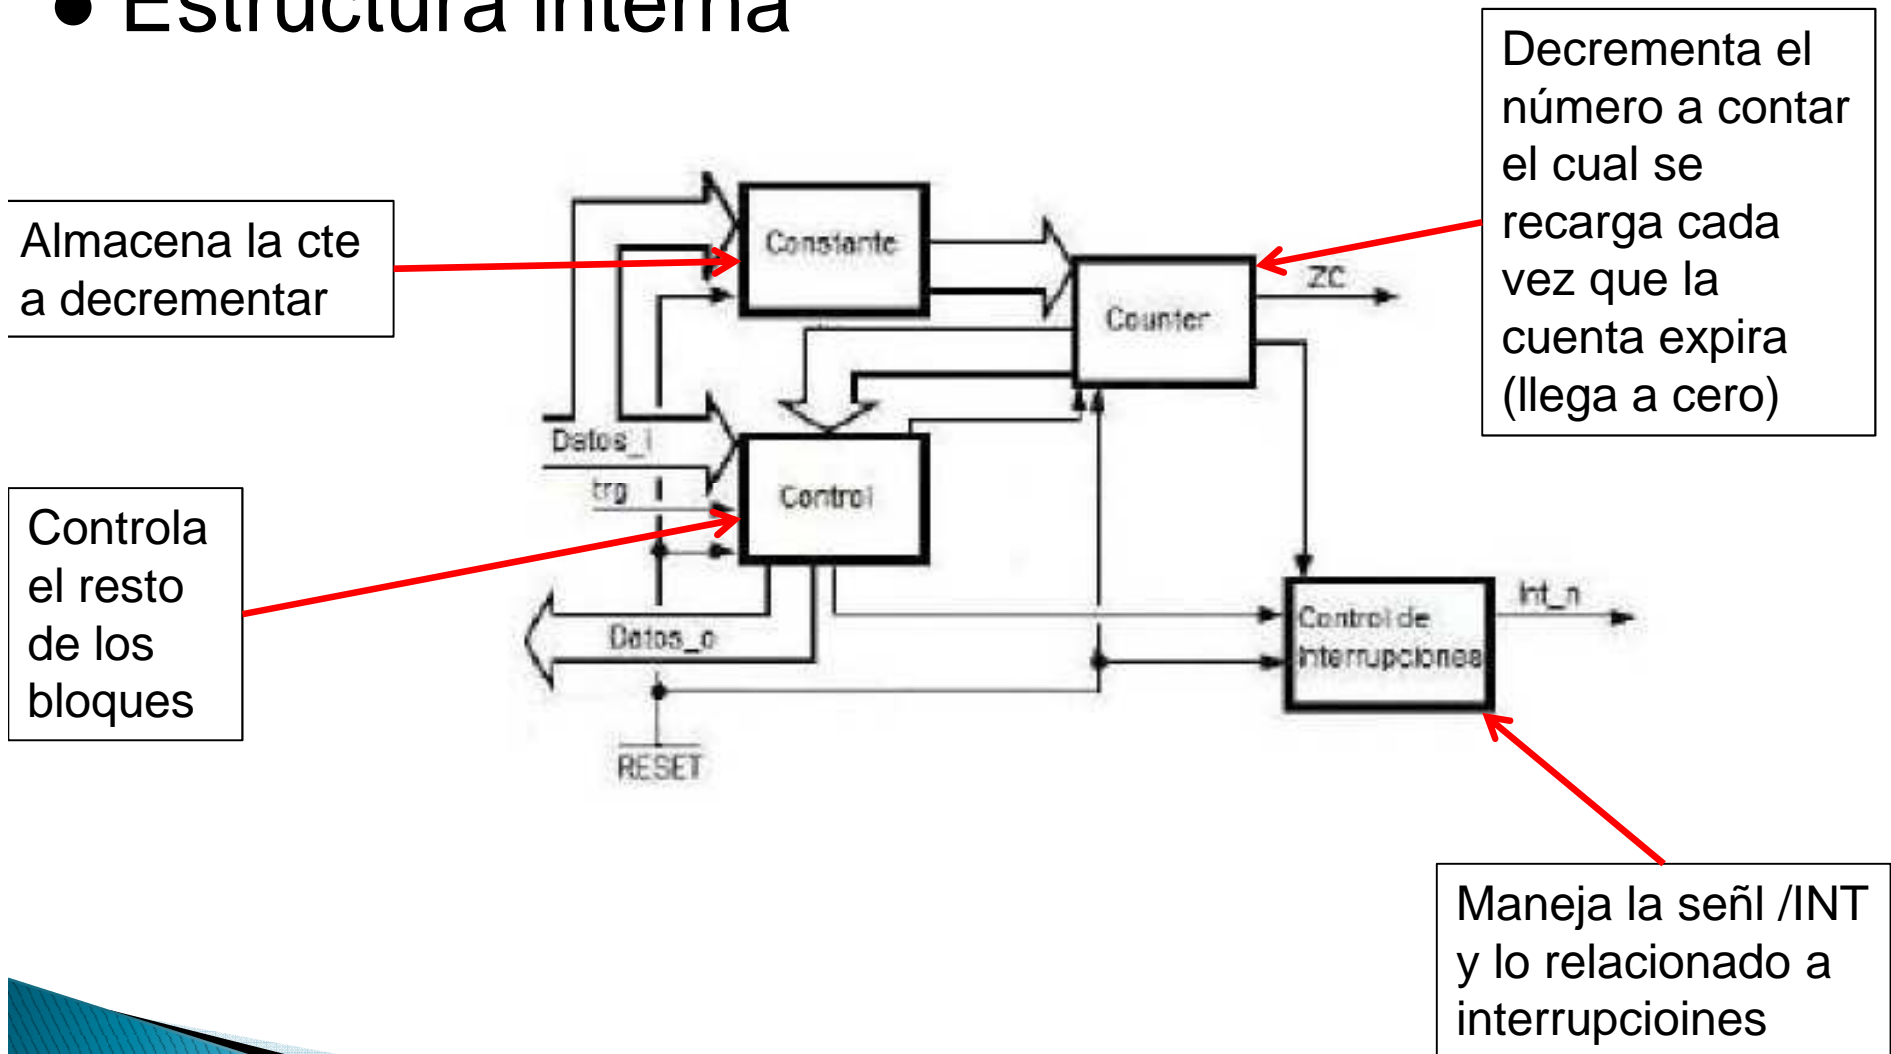 ● Estructura interna
Decrementa el
número a contar
el cual se
recarga cada
vez que la
cuenta expira
(llega a cero)
Almacena la cte
a decrementar
Constante
ZC
Counter
Datos_i
trg
Control
Controla
el resto
de los
bloques
Datos_o
Int_n
Control de
Interrupciones
RESET
Maneja la señl /INT
y lo relacionado a
interrupcioines